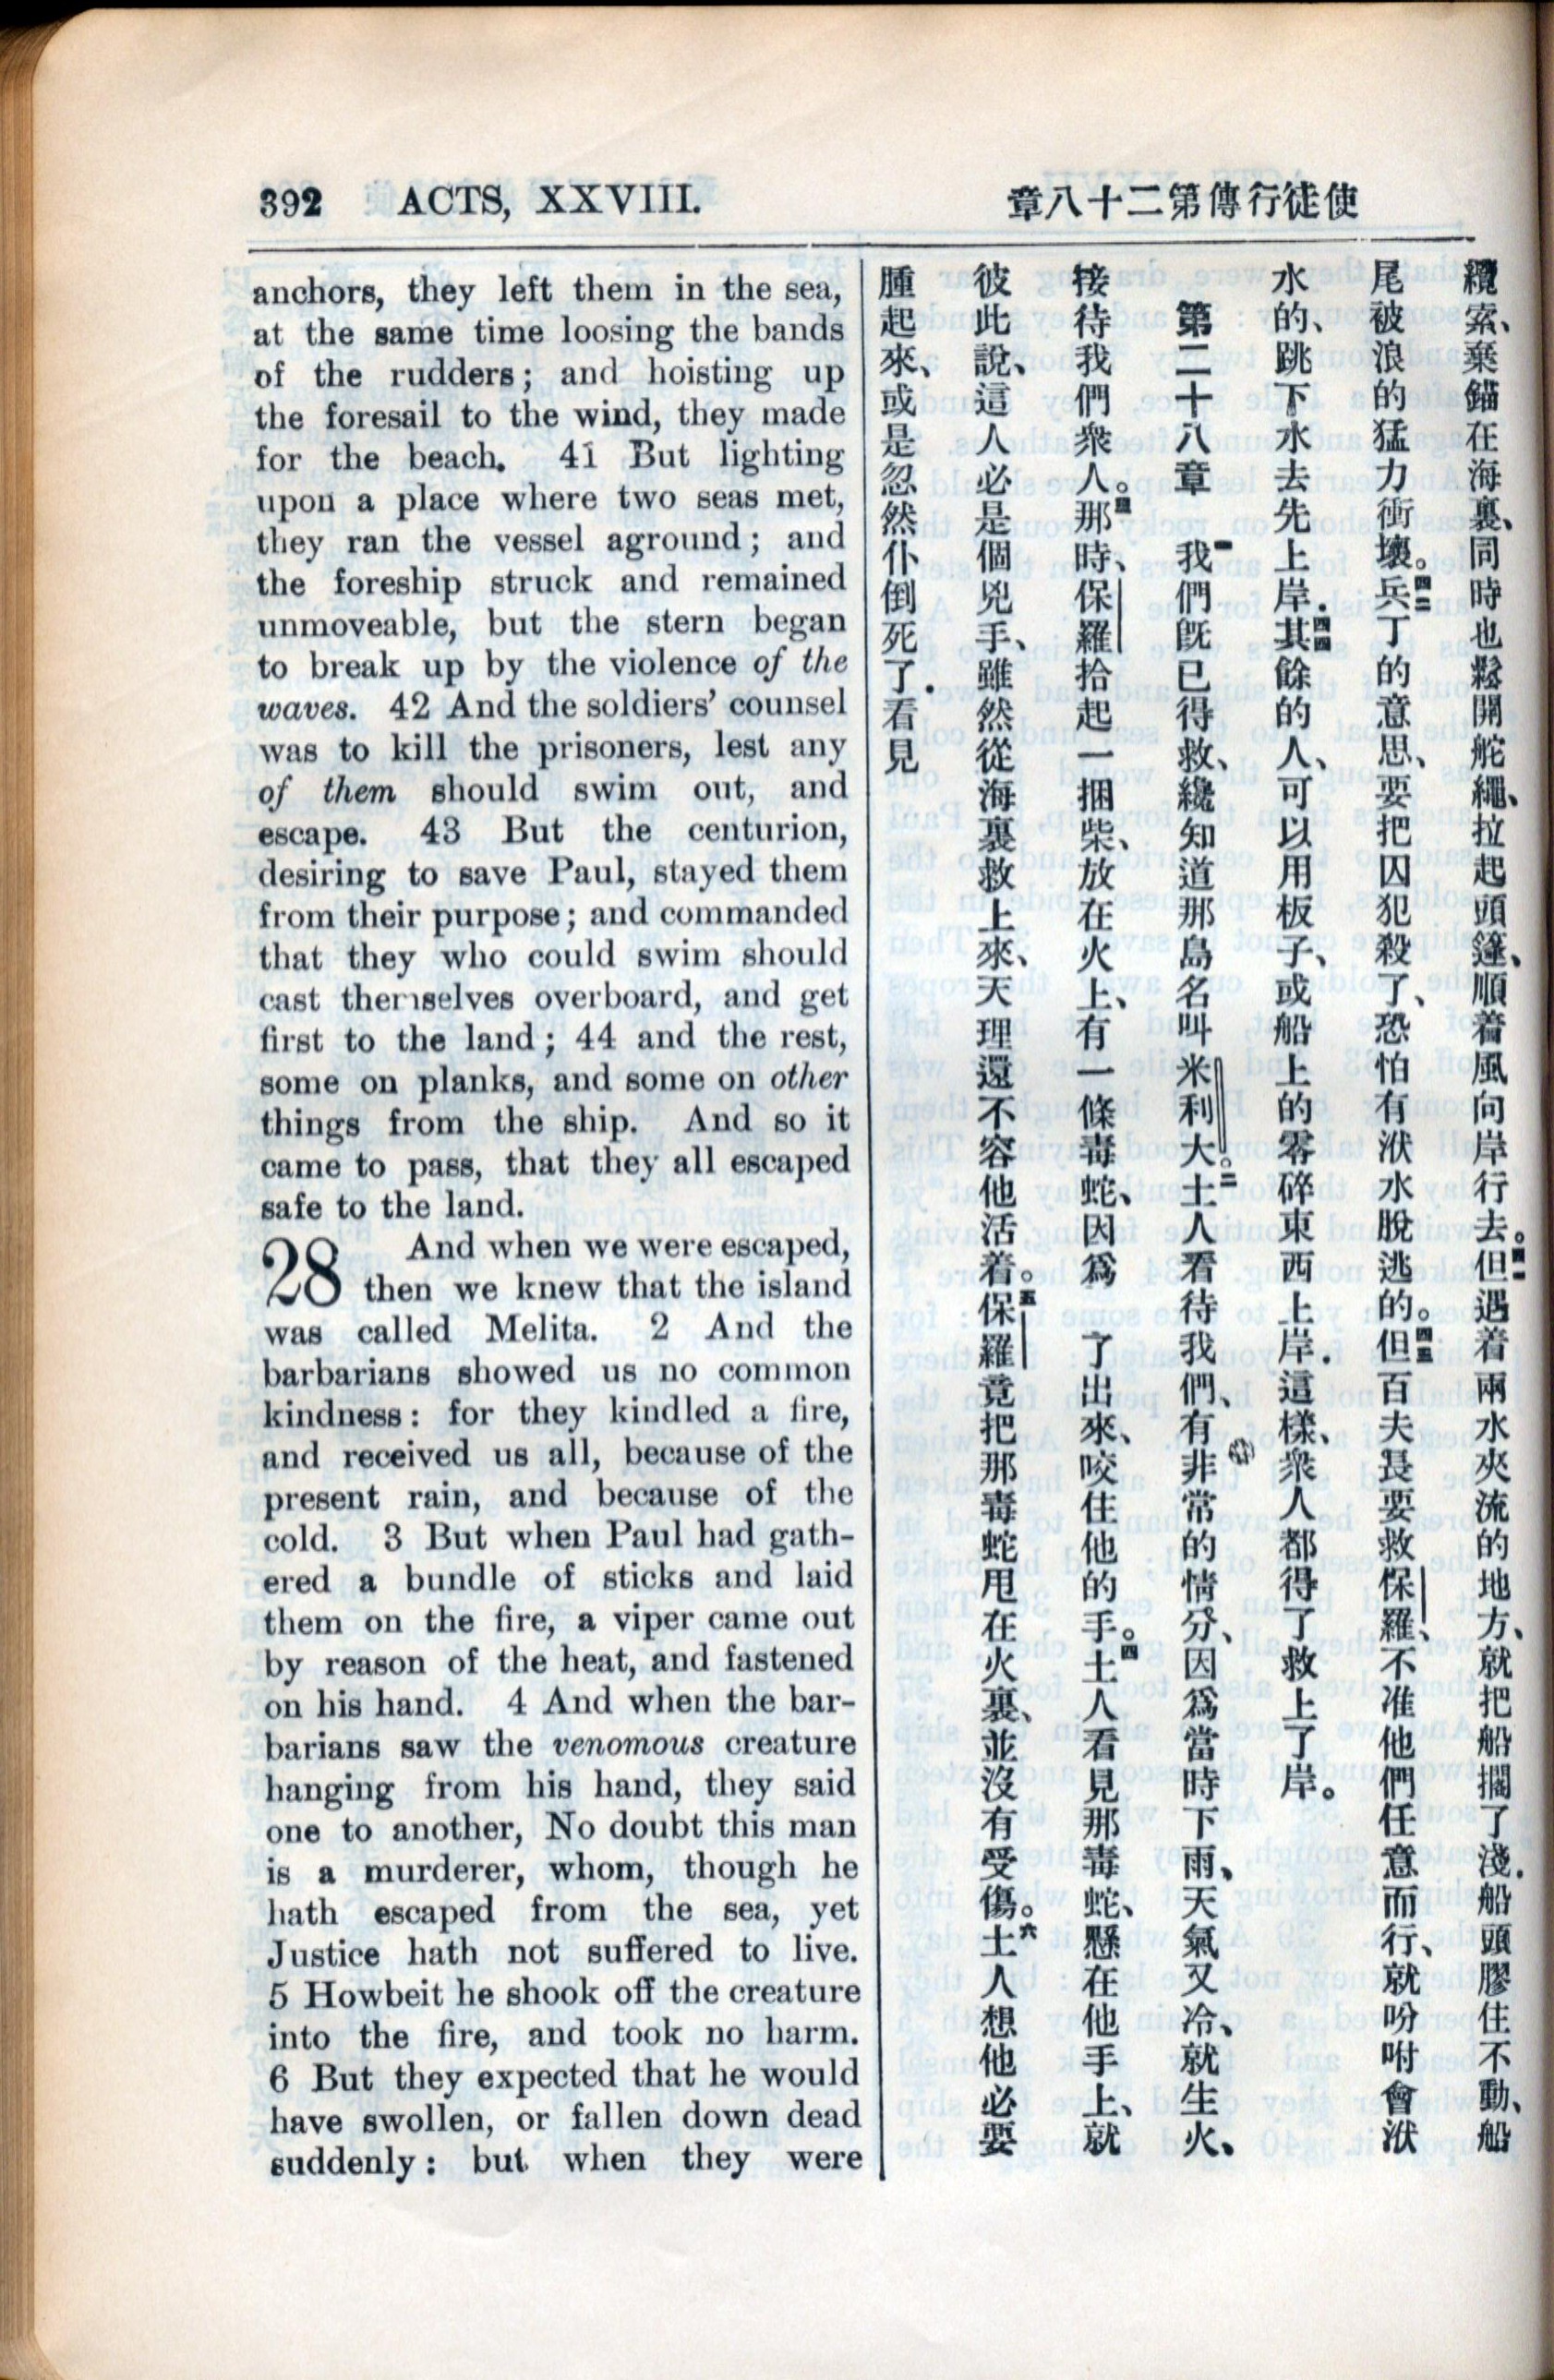 392 ACTS, XXVIII.
章八十二第傳行徒使
anchors, they left them in the sea,
at the same time loosing the bands
of the rudders; and hoisting up
the foresail to the wind, they made
for the beach. 41 But lighting
upon a place where two seas met,
they ran the vessel aground; and
the foreship struck and remained
unmoveable, but the stern began
to break up by the violence of the
waves. 42 And the soldiers' counsel
was to kill the prisoners, lest any
of them should swim out, and
escape. 43 But the centurion,
desiring to save Paul, stayed them
from their purpose; and commanded
that they who could swim should
cast themselves overboard, and get
first to the land; 44 and the rest,
some on planks, and some on other
things from the ship. And so it
came to pass, that they all escaped
safe to the land.
28 And when we were escaped,
then we knew that the island
was called Melita. 2 And the
barbarians showed us no common
kindness: for they kindled a fire,
and received us all, because of the
present rain, and because of the
cold. 3 But when Paul had gath-
ered a bundle of sticks and laid
them on the fire, a viper came out
by reason of the heat, and fastened
on his hand. 4 And when the bar-
barians saw the venomous creature
hanging from his hand, they said
one to another, No doubt this man
is a murderer, whom, though he
hath escaped from the sea, yet
Justice hath not suffered to live.
5 Howbeit he shook off the creature
into the fire, and took no harm.
6 But they expected that he would
have swollen, or fallen down dead
suddenly: but when they were
纜索、棄錨在海裏、同時也鬆開舵繩、拉起頭篷、順着風向岸行去。四一但遇着兩水夾流的地方、就把船擱了淺．船頭膠住不動、船
尾被浪的猛力衝壞。四二兵丁的意思、要把囚犯殺了、恐怕有洑水脫逃的。四三但百夫長要救保羅、不准他們任意而行、就吩咐會洑
水的、跳下水去先上岸．四四其餘的人、可以用板子、或船上的零碎東西上岸．這樣、衆人都得了救上了岸。
第二十八章 一我們旣已得救、纔知道那島名叫米利大。二土人看待我們、有非常的情分、因爲當時下雨、天氣又冷、就生火、
接待我們衆人。三那時、保羅拾起一捆柴、放在火上、有一條毒蛇、因爲 了出來、咬住他的手。四土人看見那毒蛇、懸在他手上、就
彼此說、這人必是個兇手、雖然從海裏救上來、天理還不容他活着。五保羅竟把那毒蛇甩在火裏、並沒有受傷。六土人想他必要
腫起來、或是忽然仆倒死了．看見